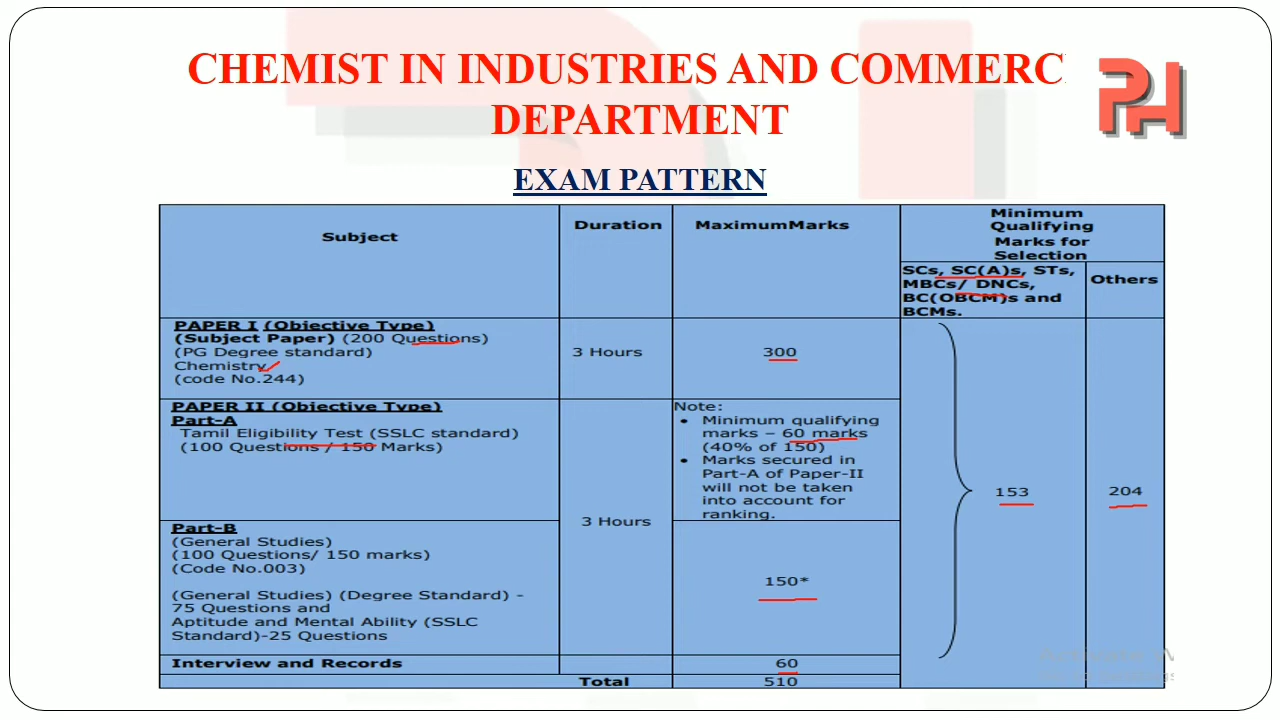 CHEMIST IN INDUSTRIES AND COMMERC
DEPARTMENT
PH
EXAM PATTERN
Subject
Duration
MaximumMarks
Minimum
Qualifying
Marks for
Selection
SCs, SC(A)s, STs,
MBCs/ DNCs,
BC(OBCM)s and
BCMs.
Others
PAPER I (Objective Type)
(Subject Paper) (200 Questions)
(PG Degree standard)
Chemistry
(code No.244)
3 Hours
300
PAPER II (Objective Type)
Part-A
Tamil Eligibility Test (SSLC standard)
(100 Questions / 150 Marks)
Note:
• Minimum qualifying
marks – 60 marks
(40% of 150)
• Marks secured in
Part-A of Paper-II
will not be taken
into account for
ranking.
3 Hours
153
204
Part-B
(General Studies)
(100 Questions/ 150 marks)
(Code No.003)
(General Studies) (Degree Standard) -
75 Questions and
Aptitude and Mental Ability (SSLC
Standard)-25 Questions
150*
Interview and Records
60
Total
510